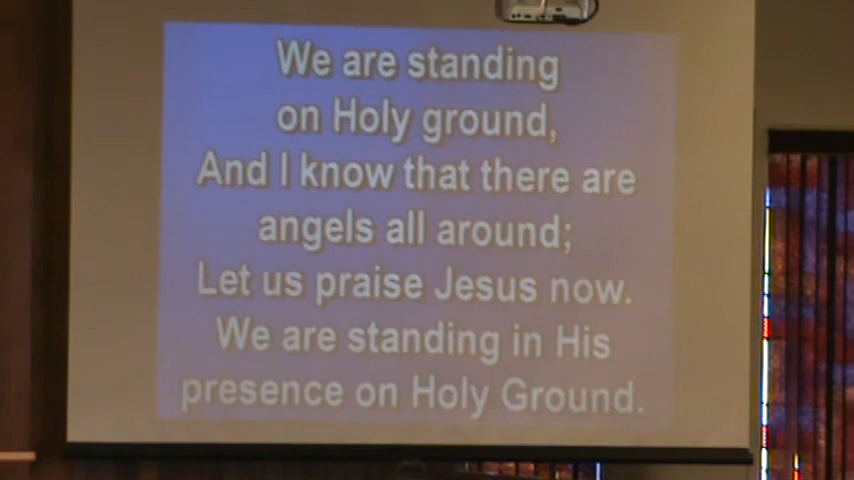 We are standing
on Holy ground,
And I know that there are
angels all around;
Let us praise Jesus now.
We are standing in His
presence on Holy Ground.